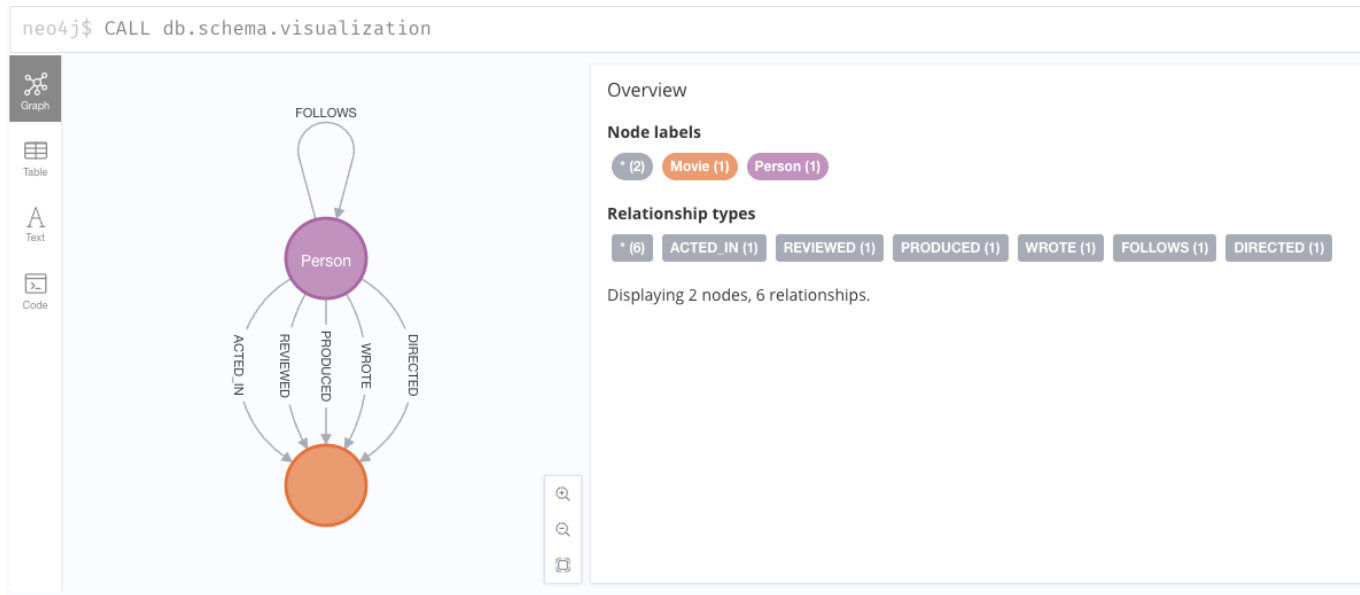 neo4j$ CALL db.schema.visualization
Graph
Table
Text
Code
FOLLOWS
Person
ACTED_IN
REVIEWED
PRODUCED
WROTE
DIRECTED
Overview
Node labels
* (2) Movie (1) Person (1)
Relationship types
* (6) ACTED_IN (1) REVIEWED (1) PRODUCED (1) WROTE (1) FOLLOWS (1) DIRECTED (1)
Displaying 2 nodes, 6 relationships.